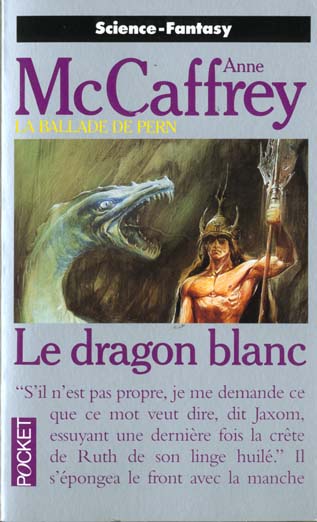 Science-Fantasy
Anne
McCaffrey
LA BALLADE DE PERN
Le dragon blanc
"S'il n'est pas propre, je me demande ce
que ce mot veut dire, dit Jaxom,
essuyant une dernière fois la crête
de Ruth de son linge huilé." Il
s'épongea le front avec la manche
POCKET